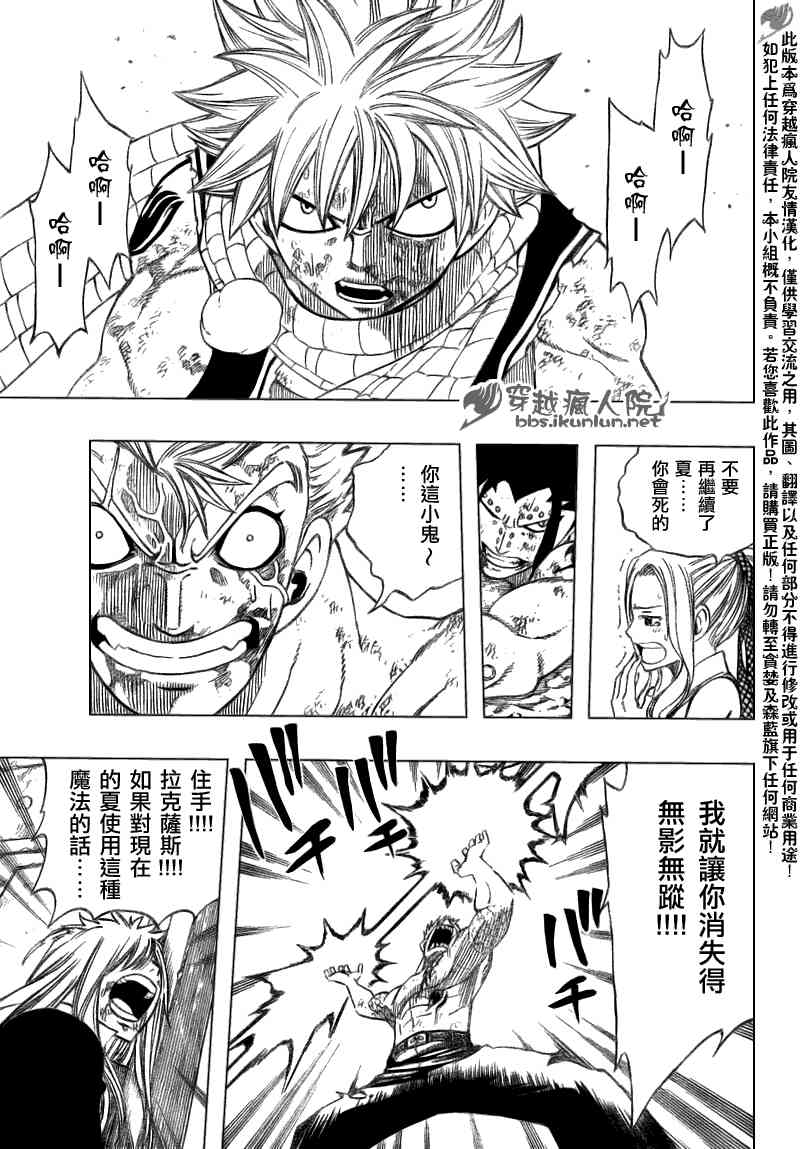 哈啊ー
哈啊ー
哈啊ー
哈啊ー
不要
再繼續了
夏……
你會死的
你這小鬼~
……
我就讓你消失得
無影無蹤!!!!
住手!!!!
拉克薩斯!!!!
如果對現在
的夏使用這種
魔法的話……
チチチ
チ
穿越瘋人院
bbs.ikunlun.net
此版本爲穿越瘋人院友情漢化，僅供學習交流之用，其圖、翻譯以及任何部分不得進行修改或用于任何商業用途！
如犯上任何法律責任，本小組概不負責。若您喜歡此作品，請購買正版！請勿轉至貪婪及森藍旗下任何網站！